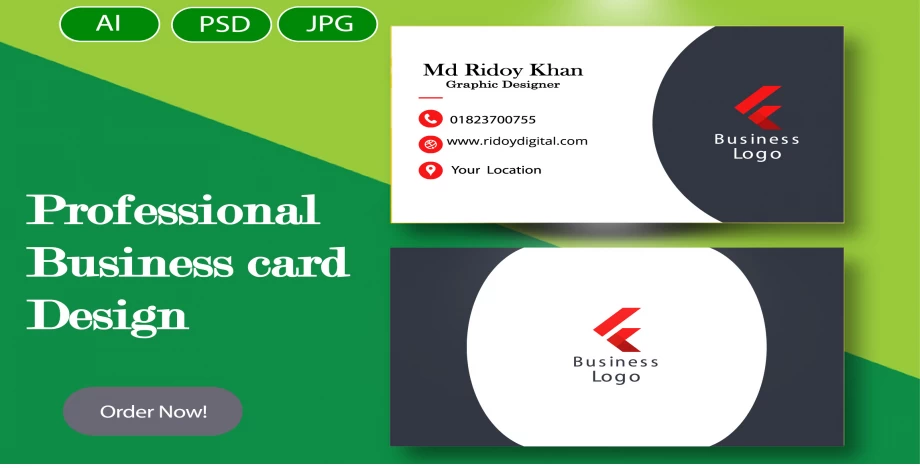 AI
PSD
JPG
Professional
Business card
Design
Order Now!
Md Ridoy Khan
Graphic Designer
01823700755
www.ridoydigital.com
Your Location
Business
Logo
Business
Logo